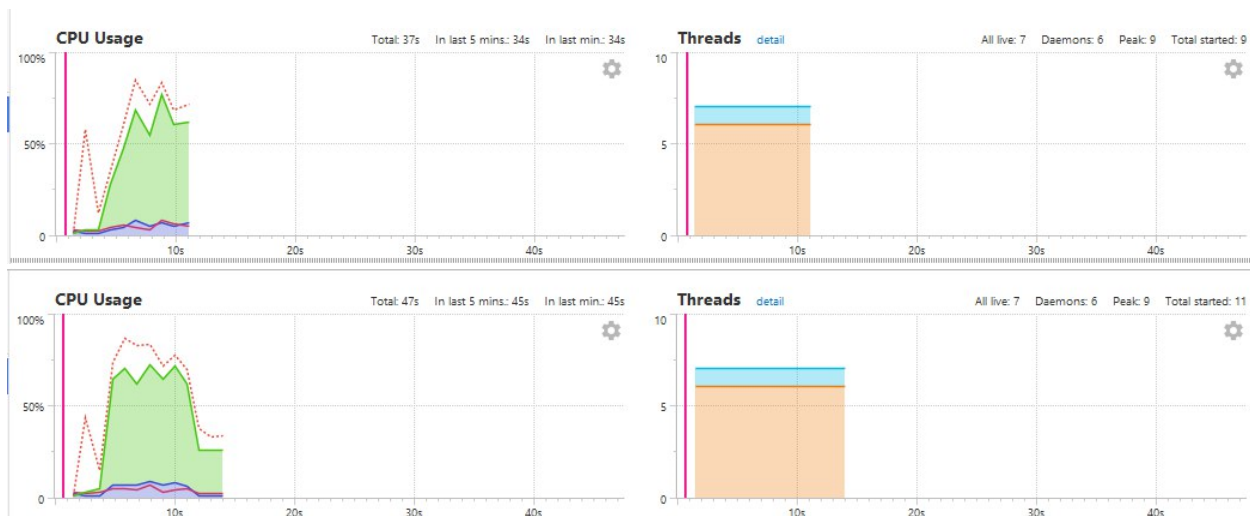 CPU Usage Total: 37s In last 5 mins.: 34s In last min.: 34s
100%
50%
0
10s 20s 30s 40s
Threads detail All live: 7 Daemons: 6 Peak: 9 Total started: 9
10
5
0
10s 20s 30s 40s
CPU Usage Total: 47s In last 5 mins.: 45s In last min.: 45s
100%
50%
0
10s 20s 30s 40s
Threads detail All live: 7 Daemons: 6 Peak: 9 Total started: 11
10
5
0
10s 20s 30s 40s